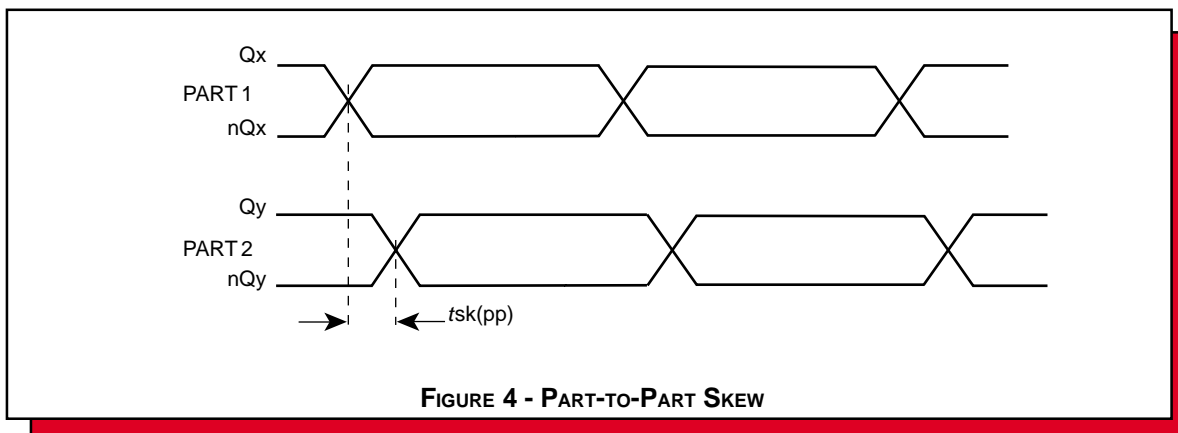 Qx
PART 1
nQx
Qy
PART 2
nQy
tsk(pp)
FIGURE 4 - PART-TO-PART SKEW